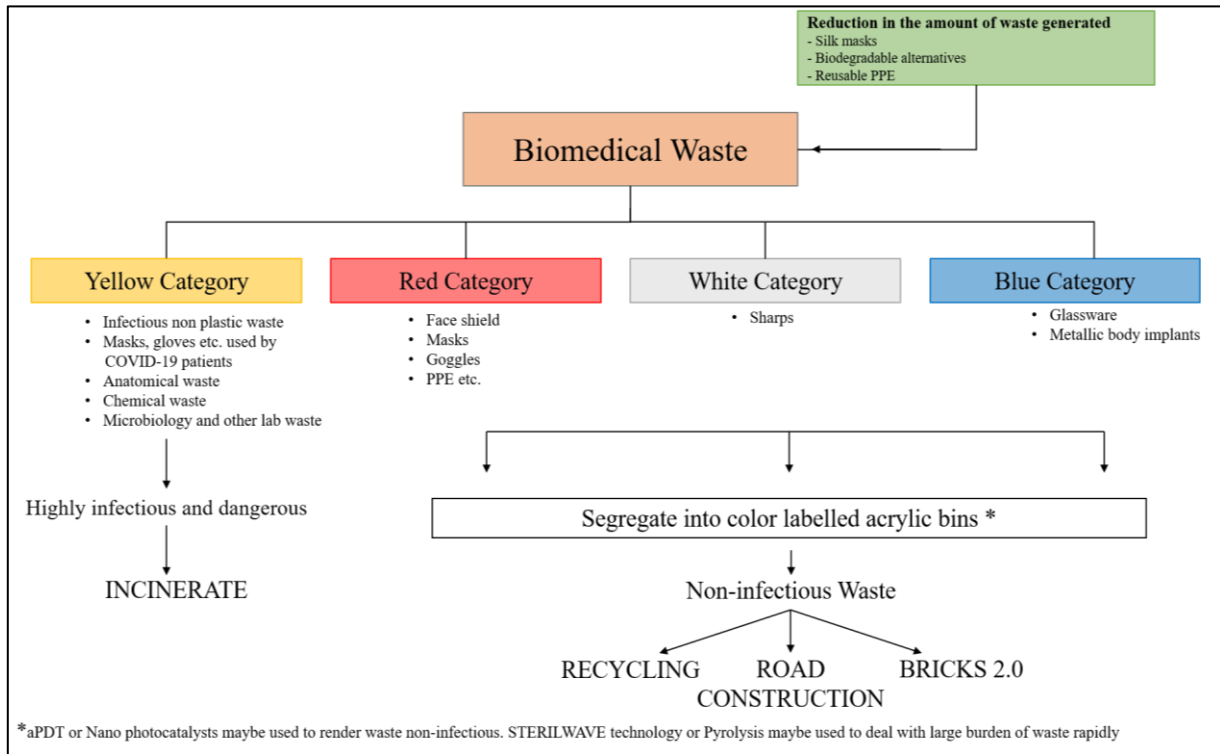 Reduction in the amount of waste generated
- Silk masks
- Biodegradable alternatives
- Reusable PPE
Biomedical Waste
Yellow Category
• Infectious non plastic waste
• Masks, gloves etc. used by
COVID-19 patients
• Anatomical waste
• Chemical waste
• Microbiology and other lab waste
Highly infectious and dangerous
INCINERATE
Red Category
• Face shield
• Masks
• Goggles
• PPE etc.
White Category
• Sharps
Blue Category
• Glassware
• Metallic body implants
Segregate into color labelled acrylic bins *
Non-infectious Waste
RECYCLING
ROAD
CONSTRUCTION
BRICKS 2.0
*aPDT or Nano photocatalysts maybe used to render waste non-infectious. STERILWAVE technology or Pyrolysis maybe used to deal with large burden of waste rapidly